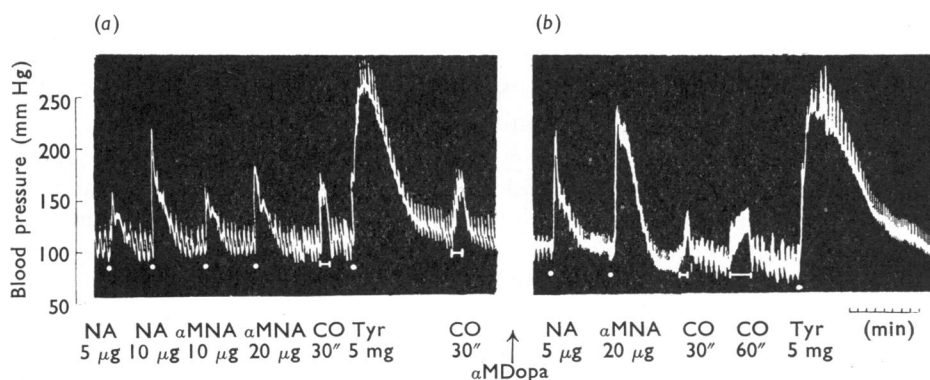 (a)
(b)
Blood pressure (mm Hg)
250
200
150
100
50
NA NA αMNA αMNA CO Tyr CO
5 μg 10 μg 10 μg 20 μg 30″ 5 mg 30″
αMDopa
NA αMNA CO CO Tyr (min)
5 μg 20 μg 30″ 60″ 5 mg